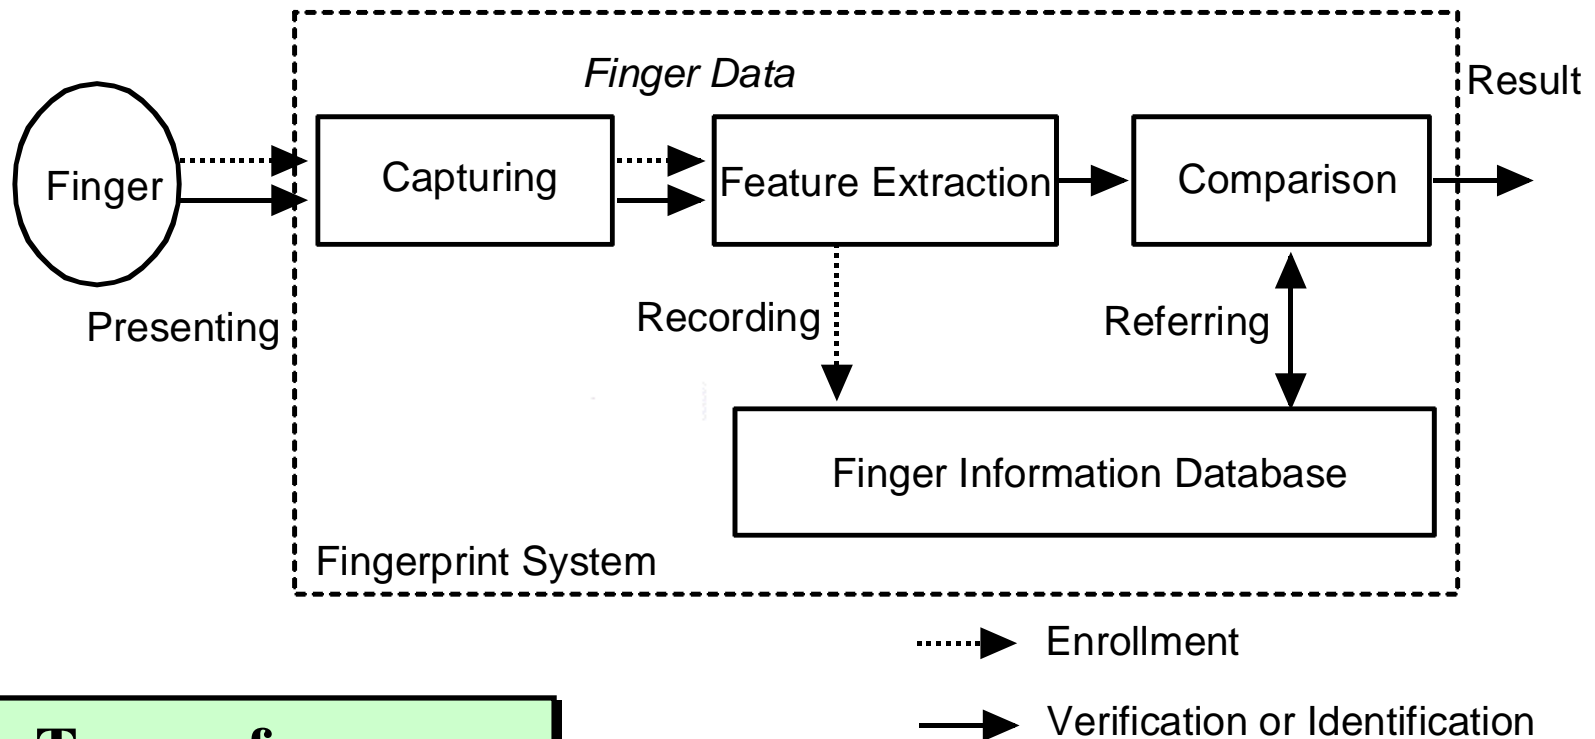 Finger Data
Result
Finger
Capturing
Feature Extraction
Comparison
Presenting
Recording
Referring
Finger Information Database
Fingerprint System
Enrollment
Verification or Identification